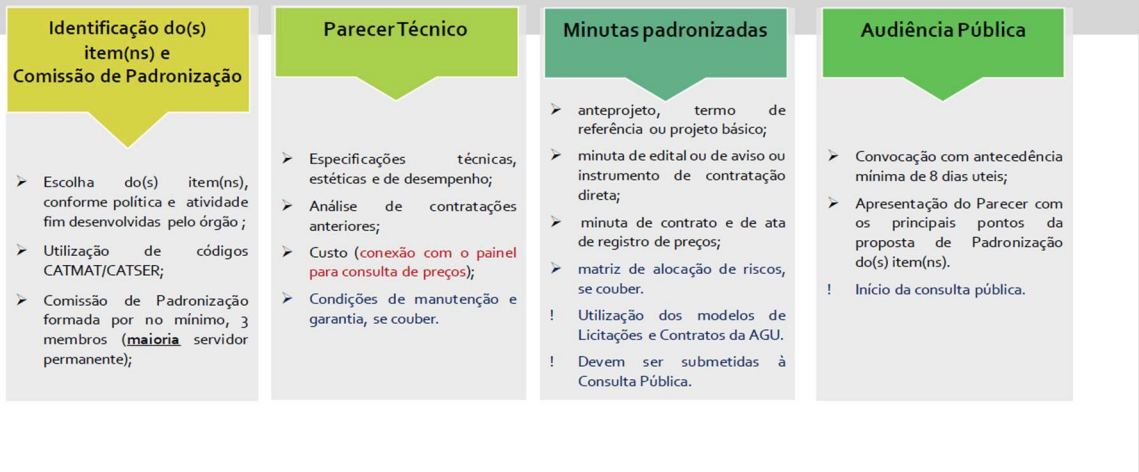 Identificação do(s)
item(ns) e
Comissão de Padronização
➢ Escolha do(s) item(ns),
conforme política e atividade
fim desenvolvidas pelo órgão ;
➢ Utilização de códigos
CATMAT/CATSER;
➢ Comissão de Padronização
formada por no mínimo, 3
membros (maioria servidor
permanente);
Parecer Técnico
➢ Especificações técnicas,
estéticas e de desempenho;
➢ Análise de contratações
anteriores;
➢ Custo (conexão com o painel
para consulta de preços);
➢ Condições de manutenção e
garantia, se couber.
Minutas padronizadas
➢ anteprojeto, termo de
referência ou projeto básico;
➢ minuta de edital ou de aviso ou
instrumento de contratação
direta;
➢ minuta de contrato e de ata
de registro de preços;
➢ matriz de alocação de riscos,
se couber.
! Utilização dos modelos de
Licitações e Contratos da AGU.
! Devem ser submetidas à
Consulta Pública.
Audiência Pública
➢ Convocação com antecedência
mínima de 8 dias uteis;
➢ Apresentação do Parecer com
os principais pontos da
proposta de Padronização
do(s) item(ns).
! Início da consulta pública.